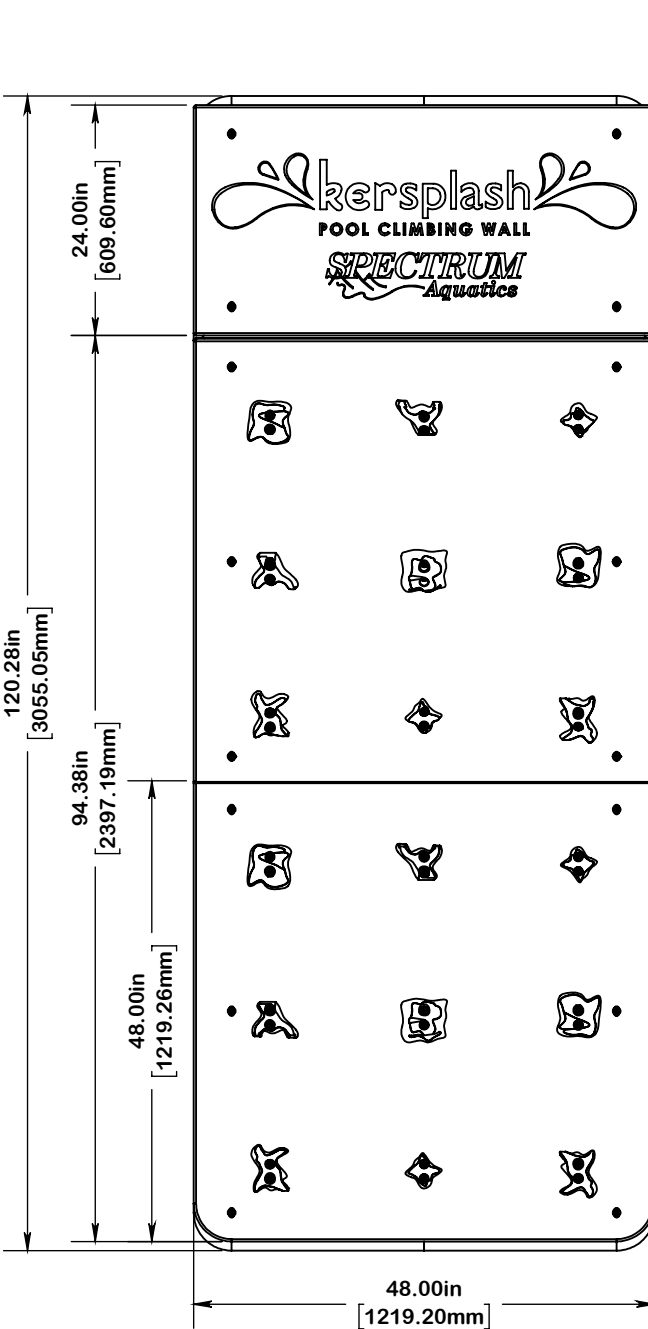 24.00in
[609.60mm]
kersplash
POOL CLIMBING WALL
SPECTRUM
Aquatics
120.28in
[3055.05mm]
94.38in
[2397.19mm]
48.00in
[1219.26mm]
48.00in
[1219.20mm]